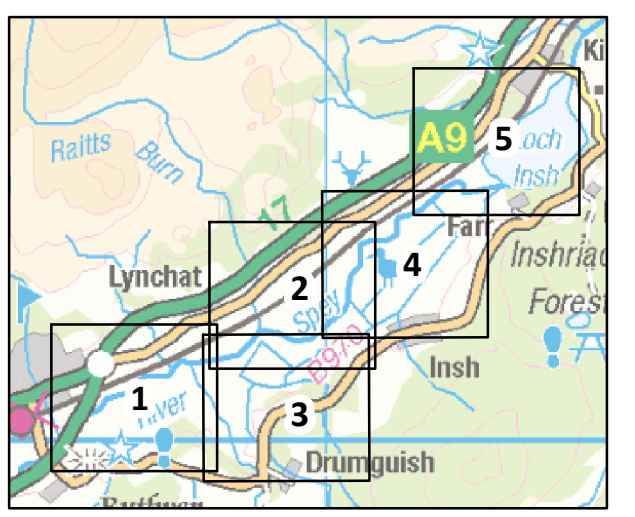 Ki
A9
5
Loch
Insh
Raitts
Burn
17
Farr
Inshriac
Forest
4
Lynchat
2
Spey
B970
Insh
1
River
3
Drumguish
Ruthven